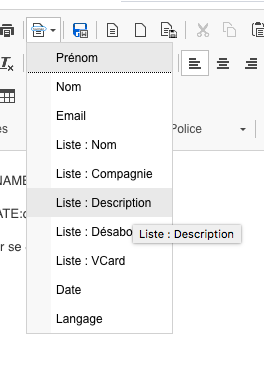 Prénom
Nom
Email
Liste : Nom
Liste : Compagnie
Liste : Description
Liste : Désabo
Liste : Description
Liste : VCard
Date
Langage
Police
NAME
ATE:
r se